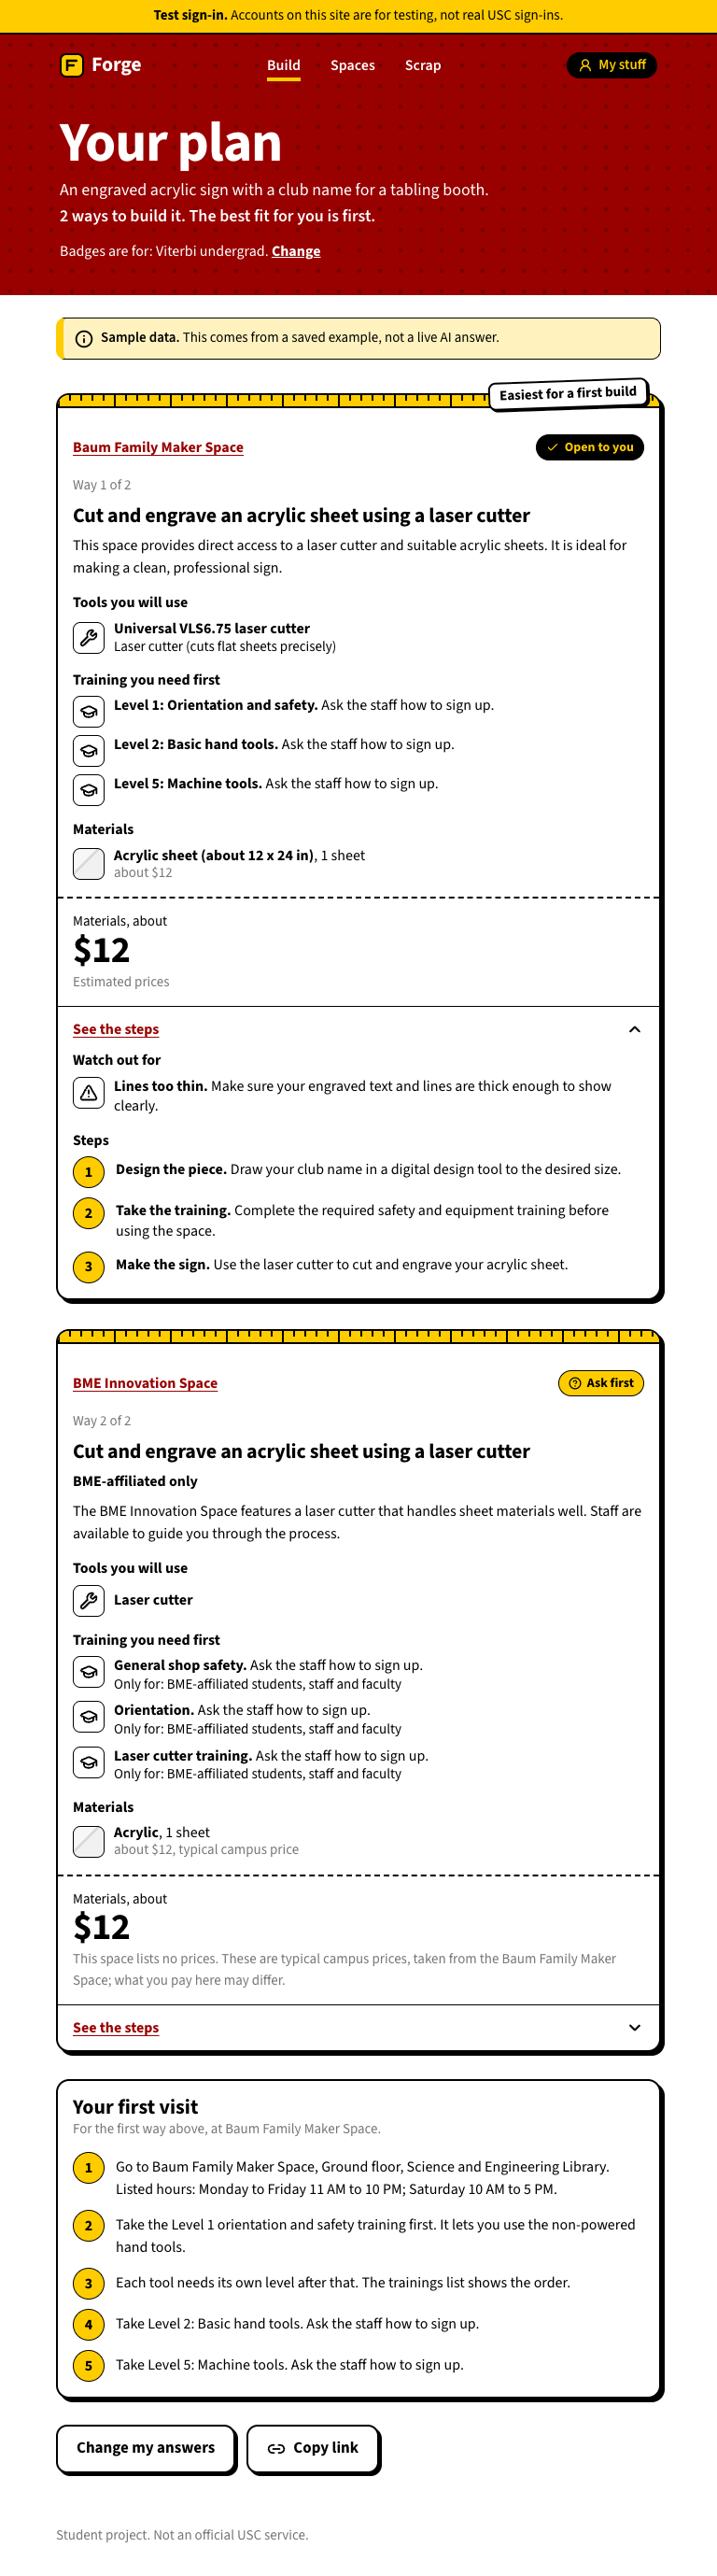 Test sign-in. Accounts on this site are for testing, not real USC sign-ins.
Forge
Build
Spaces
Scrap
My stuff
Your plan
An engraved acrylic sign with a club name for a tabling booth.
2 ways to build it. The best fit for you is first.
Badges are for: Viterbi undergrad. Change
Sample data. This comes from a saved example, not a live AI answer.
Easiest for a first build
Baum Family Maker Space
Open to you
Way 1 of 2
Cut and engrave an acrylic sheet using a laser cutter
This space provides direct access to a laser cutter and suitable acrylic sheets. It is ideal for
making a clean, professional sign.
Tools you will use
Universal VLS6.75 laser cutter
Laser cutter (cuts flat sheets precisely)
Training you need first
Level 1: Orientation and safety. Ask the staff how to sign up.
Level 2: Basic hand tools. Ask the staff how to sign up.
Level 5: Machine tools. Ask the staff how to sign up.
Materials
Acrylic sheet (about 12 x 24 in), 1 sheet
about $12
Materials, about
$12
Estimated prices
See the steps
Watch out for
Lines too thin. Make sure your engraved text and lines are thick enough to show
clearly.
Steps
1 Design the piece. Draw your club name in a digital design tool to the desired size.
2 Take the training. Complete the required safety and equipment training before
using the space.
3 Make the sign. Use the laser cutter to cut and engrave your acrylic sheet.
BME Innovation Space
Ask first
Way 2 of 2
Cut and engrave an acrylic sheet using a laser cutter
BME-affiliated only
The BME Innovation Space features a laser cutter that handles sheet materials well. Staff are
available to guide you through the process.
Tools you will use
Laser cutter
Training you need first
General shop safety. Ask the staff how to sign up.
Only for: BME-affiliated students, staff and faculty
Orientation. Ask the staff how to sign up.
Only for: BME-affiliated students, staff and faculty
Laser cutter training. Ask the staff how to sign up.
Only for: BME-affiliated students, staff and faculty
Materials
Acrylic, 1 sheet
about $12, typical campus price
Materials, about
$12
This space lists no prices. These are typical campus prices, taken from the Baum Family Maker
Space; what you pay here may differ.
See the steps
Your first visit
For the first way above, at Baum Family Maker Space.
1 Go to Baum Family Maker Space, Ground floor, Science and Engineering Library.
Listed hours: Monday to Friday 11 AM to 10 PM; Saturday 10 AM to 5 PM.
2 Take the Level 1 orientation and safety training first. It lets you use the non-powered
hand tools.
3 Each tool needs its own level after that. The trainings list shows the order.
4 Take Level 2: Basic hand tools. Ask the staff how to sign up.
5 Take Level 5: Machine tools. Ask the staff how to sign up.
Change my answers
Copy link
Student project. Not an official USC service.